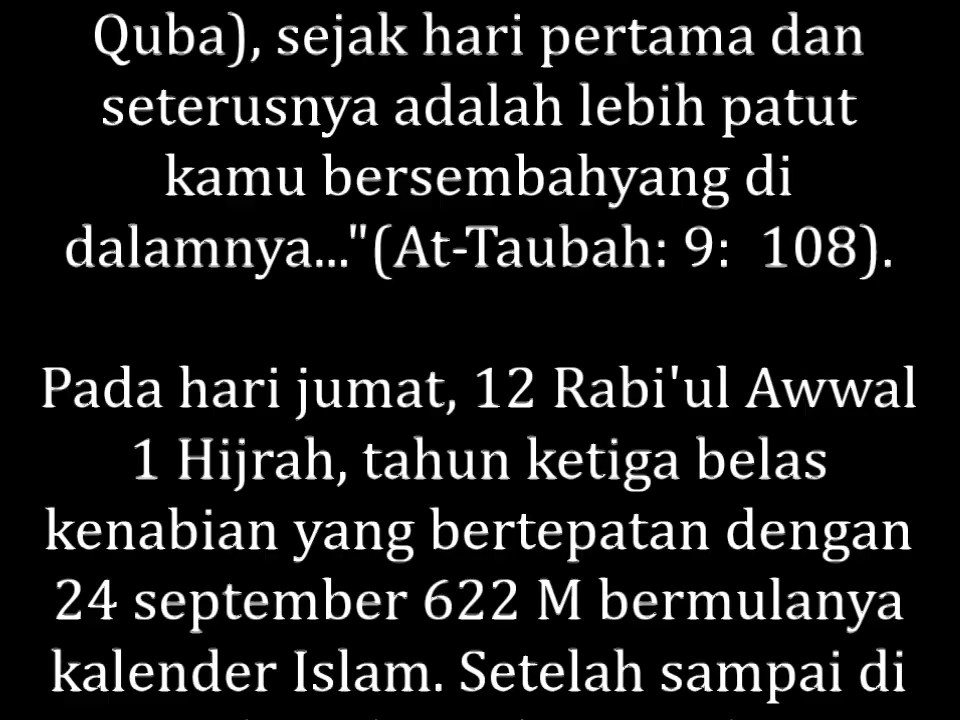 Quba), sejak hari pertama dan
seterusnya adalah lebih patut
kamu bersembahyang di
dalamnya..."(At-Taubah: 9:  108).
Pada hari jumat, 12 Rabi'ul Awwal
1 Hijrah, tahun ketiga belas
kenabian yang bertepatan dengan
24 september 622 M bermulanya
kalender Islam. Setelah sampai di